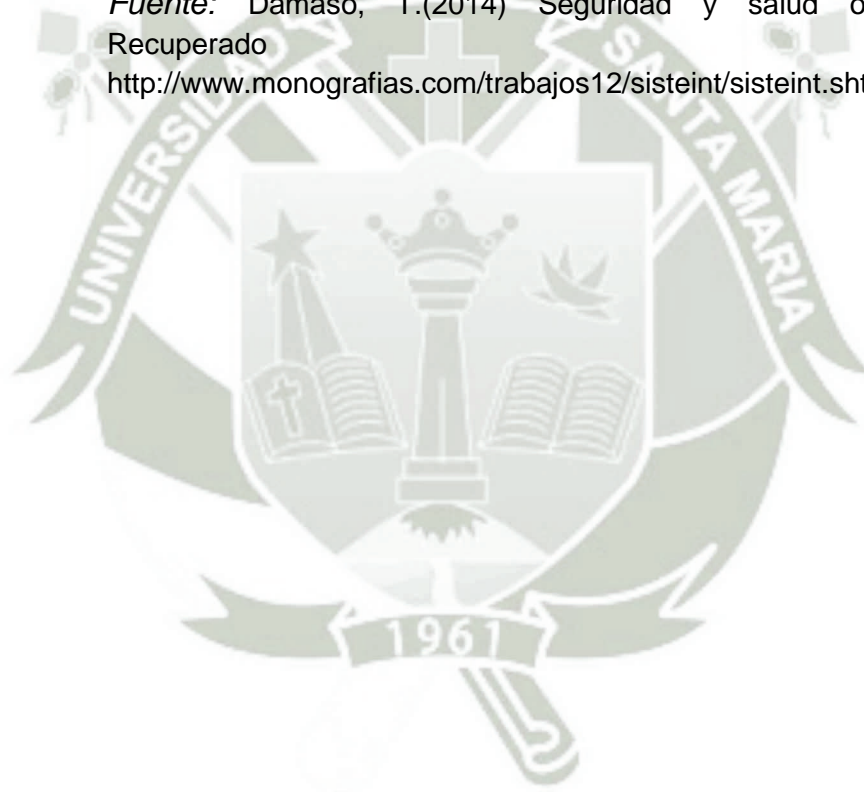 Fuente: Damaso, T.(2014) Seguridad y salud o
Recuperado
http://www.monografias.com/trabajos12/sisteint/sisteint.sht
UNIVERSIDAD
SANTA MARIA
1961